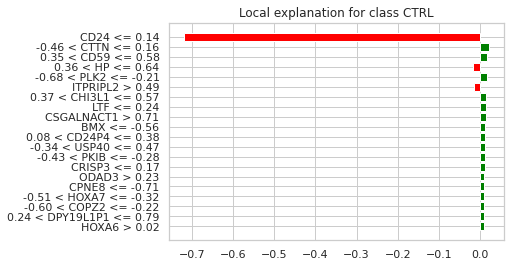 Local explanation for class CTRL
CD24 <= 0.14
-0.46 < CTTN <= 0.16
0.35 < CD59 <= 0.58
0.36 < HP <= 0.64
-0.68 < PLK2 <= -0.21
ITPRIPL2 > 0.49
0.37 < CHI3L1 <= 0.57
LTF <= 0.24
CSGALNACT1 > 0.71
BMX <= -0.56
0.08 < CD24P4 <= 0.38
-0.34 < USP40 <= 0.47
-0.43 < PKIB <= -0.28
CRISP3 <= 0.17
ODAD3 > 0.23
CPNE8 <= -0.71
-0.51 < HOXA7 <= -0.32
-0.60 < COPZ2 <= -0.22
0.24 < DPY19L1P1 <= 0.79
HOXA6 > 0.02
−0.7 −0.6 −0.5 −0.4 −0.3 −0.2 −0.1 0.0